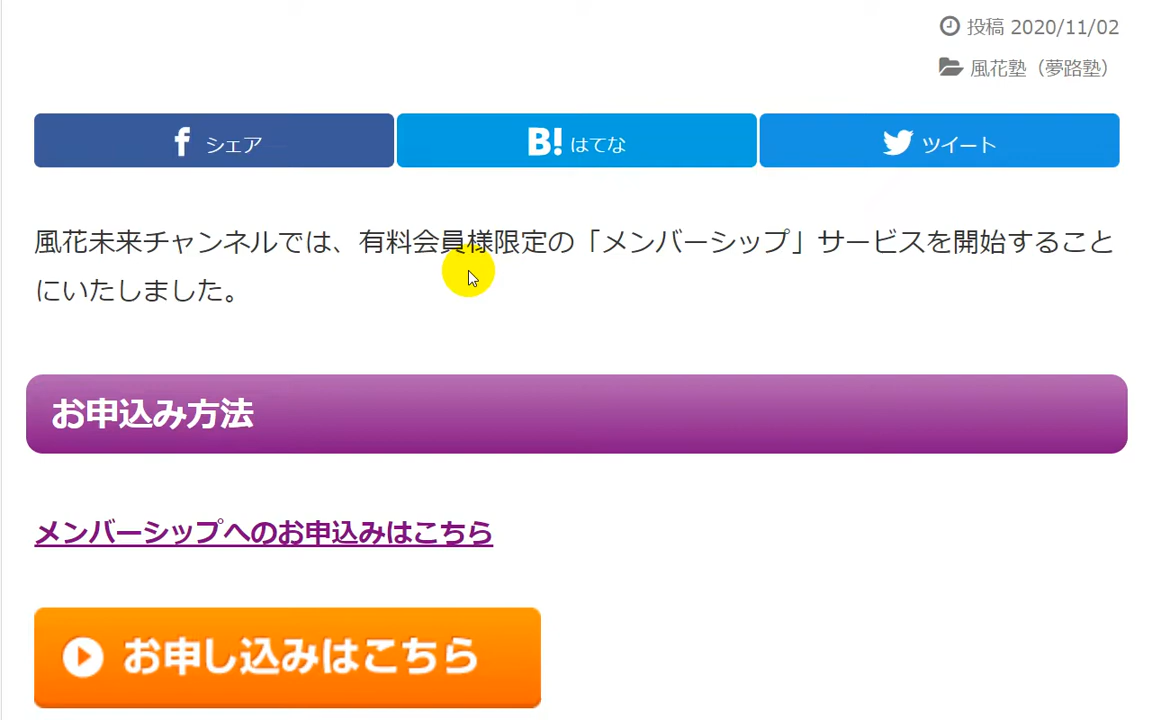 投稿 2020/11/02
風花塾（夢路塾）
f シェア
B! はてな
ツイート
風花未来チャンネルでは、有料会員様限定の「メンバーシップ」サービスを開始すること
にいたしました。
お申込み方法
メンバーシップへのお申込みはこちら
お申し込みはこちら